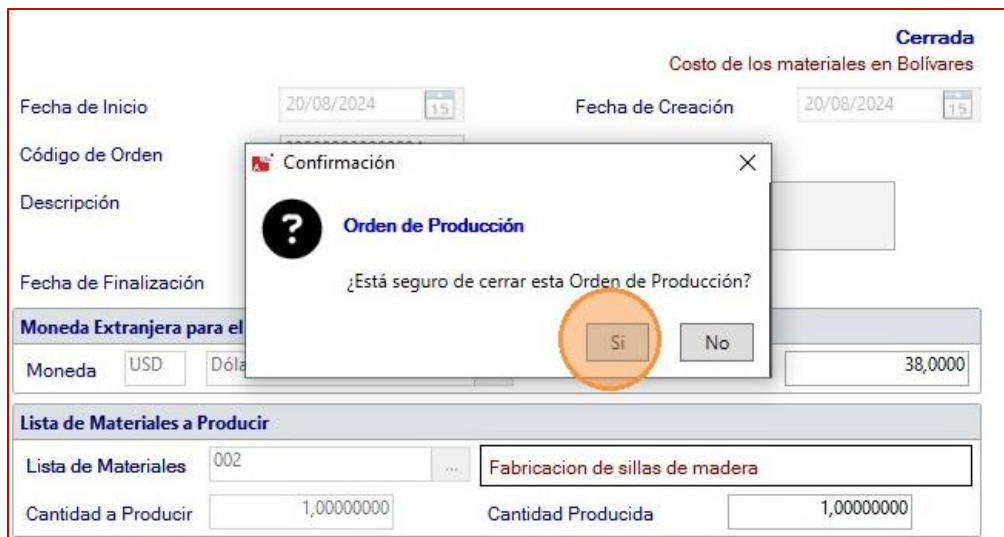 Cerrada
Costo de los materiales en Bolívares
Fecha de Inicio 20/08/2024 15 Fecha de Creación 20/08/2024 15
Código de Orden
Confirmación
Descripción
Orden de Producción
¿Está seguro de cerrar esta Orden de Producción?
Fecha de Finalización
Si No
Moneda Extranjera para el
Moneda USD 38,0000
Lista de Materiales a Producir
Lista de Materiales 002 ... Fabricacion de sillas de madera
Cantidad a Producir 1,00000000 Cantidad Producida 1,00000000